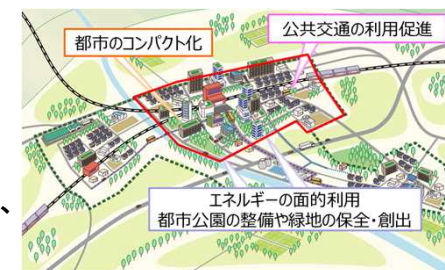 公共交通の利用促進
都市のコンパクト化
エネルギーの面的利用
都市公園の整備や緑地の保全・創出
、